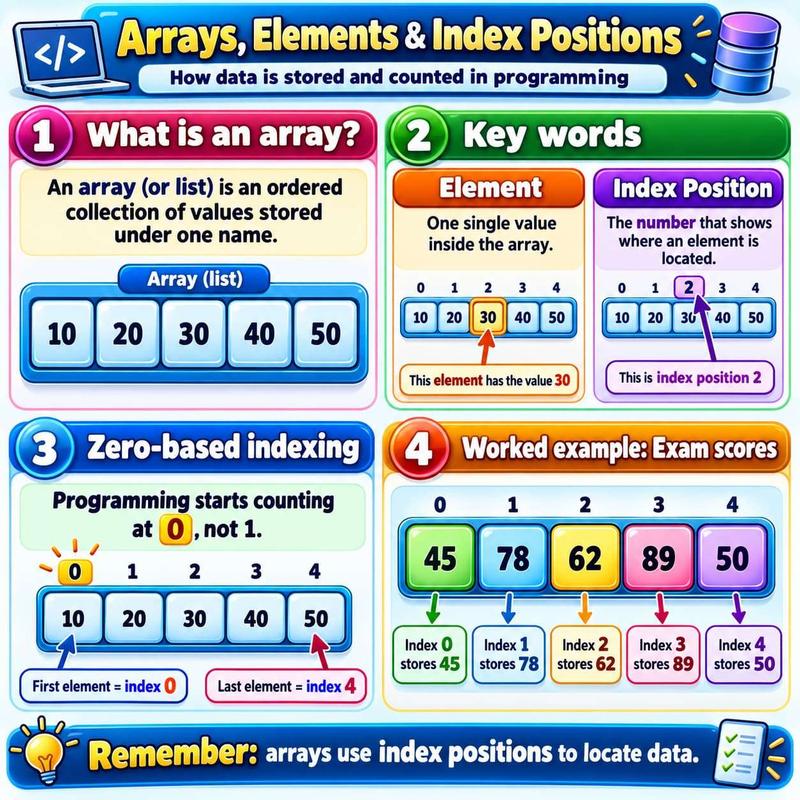 </>
Arrays, Elements & Index Positions
How data is stored and counted in programming
1 What is an array?
An array (or list) is an ordered
collection of values stored
under one name.
Array (list)
10 20 30 40 50
2 Key words
Element
One single value
inside the array.
0 1 2 3 4
10 20 30 40 50
This element has the value 30
Index Position
The number that shows
where an element is
located.
0 1 2 3 4
10 20 30 40 50
This is index position 2
3 Zero-based indexing
Programming starts counting
at 0, not 1.
0 1 2 3 4
10 20 30 40 50
First element = index 0
Last element = index 4
4 Worked example: Exam scores
0 1 2 3 4
45 78 62 89 50
Index 0
stores 45
Index 1
stores 78
Index 2
stores 62
Index 3
stores 89
Index 4
stores 50
Remember: arrays use index positions to locate data.